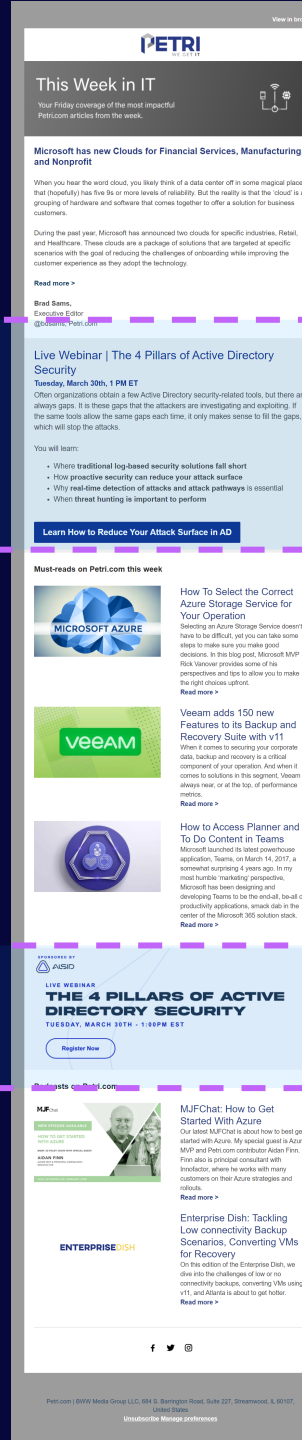 View in bro
PETRI
WE GET IT
This Week in IT
Your Friday coverage of the most impactful
Petri.com articles from the week.
Microsoft has new Clouds for Financial Services, Manufacturing,
and Nonprofit
When you hear the word cloud, you likely think of a data center off in some magical place
that (hopefully) has five 9s or more levels of reliability. But the reality is that the 'cloud' is a
grouping of hardware and software that comes together to offer a solution for business
customers.
During the past year, Microsoft has announced two clouds for specific industries, Retail,
and Healthcare. These clouds are a package of solutions that are targeted at specific
scenarios with the goal of reducing the challenges of onboarding while improving the
customer experience as they adopt the technology.
Read more >
Brad Sams,
Executive Editor
@bdsams, Petri.com
Live Webinar | The 4 Pillars of Active Directory
Security
Tuesday, March 30th, 1 PM ET
Often organizations obtain a few Active Directory security-related tools, but there are
always gaps. It is these gaps that the attackers are investigating and exploiting. If
the same tools allow the same gaps each time, it only makes sense to fill the gaps,
which will stop the attacks.
You will learn:
• Where traditional log-based security solutions fall short
• How proactive security can reduce your attack surface
• Why real-time detection of attacks and attack pathways is essential
• When threat hunting is important to perform
Learn How to Reduce Your Attack Surface in AD
Must-reads on Petri.com this week
MICROSOFT AZURE
How To Select the Correct
Azure Storage Service for
Your Operation
Selecting an Azure Storage Service doesn't
have to be difficult, yet you can take some
steps to make sure you make good
decisions. In this blog post, Microsoft MVP
Rick Vanover provides some of his
perspectives and tips to allow you to make
the right choices upfront.
Read more >
veeAM
Veeam adds 150 new
Features to its Backup and
Recovery Suite with v11
When it comes to securing your corporate
data, backup and recovery is a critical
component of your operation. And when it
comes to solutions in this segment, Veeam is
always near, or at the top, of performance
metrics.
Read more >
How to Access Planner and
To Do Content in Teams
Microsoft launched its latest powerhouse
application, Teams, on March 14, 2017, a
somewhat surprising 4 years ago. In my
most humble 'marketing' perspective,
Microsoft has been designing and
developing Teams to be the end-all, be-all of
productivity applications, smack dab in the
center of the Microsoft 365 solution stack.
Read more >
SPONSORED BY
ALSID
LIVE WEBINAR
THE 4 PILLARS OF ACTIVE
DIRECTORY SECURITY
TUESDAY, MARCH 30TH - 1:00PM EST
Register Now
Podcasts on Petri.com
MJFChat
NEW EPISODE AVAILABLE
HOW TO GET STARTED
WITH AZURE
AIDAN FINN
MJFChat: How to Get
Started With Azure
Our latest MJFChat is about how to best get
started with Azure. My special guest is Azure
MVP and Petri.com contributor Aidan Finn.
Finn also is principal consultant with
Innofactor, where he works with many
customers on their Azure strategies and
rollouts.
Read more >
ENTERPRISEDISH
Enterprise Dish: Tackling
Low connectivity Backup
Scenarios, Converting VMs
for Recovery
On this edition of the Enterprise Dish, we
dive into the challenges of low or no
connectivity backups, converting VMs using
v11, and Atlanta is about to get hotter.
Read more >
Petri.com | BWW Media Group LLC, 684 S. Barrington Road, Suite 227, Streamwood, IL 60107,
United States
Unsubscribe Manage preferences